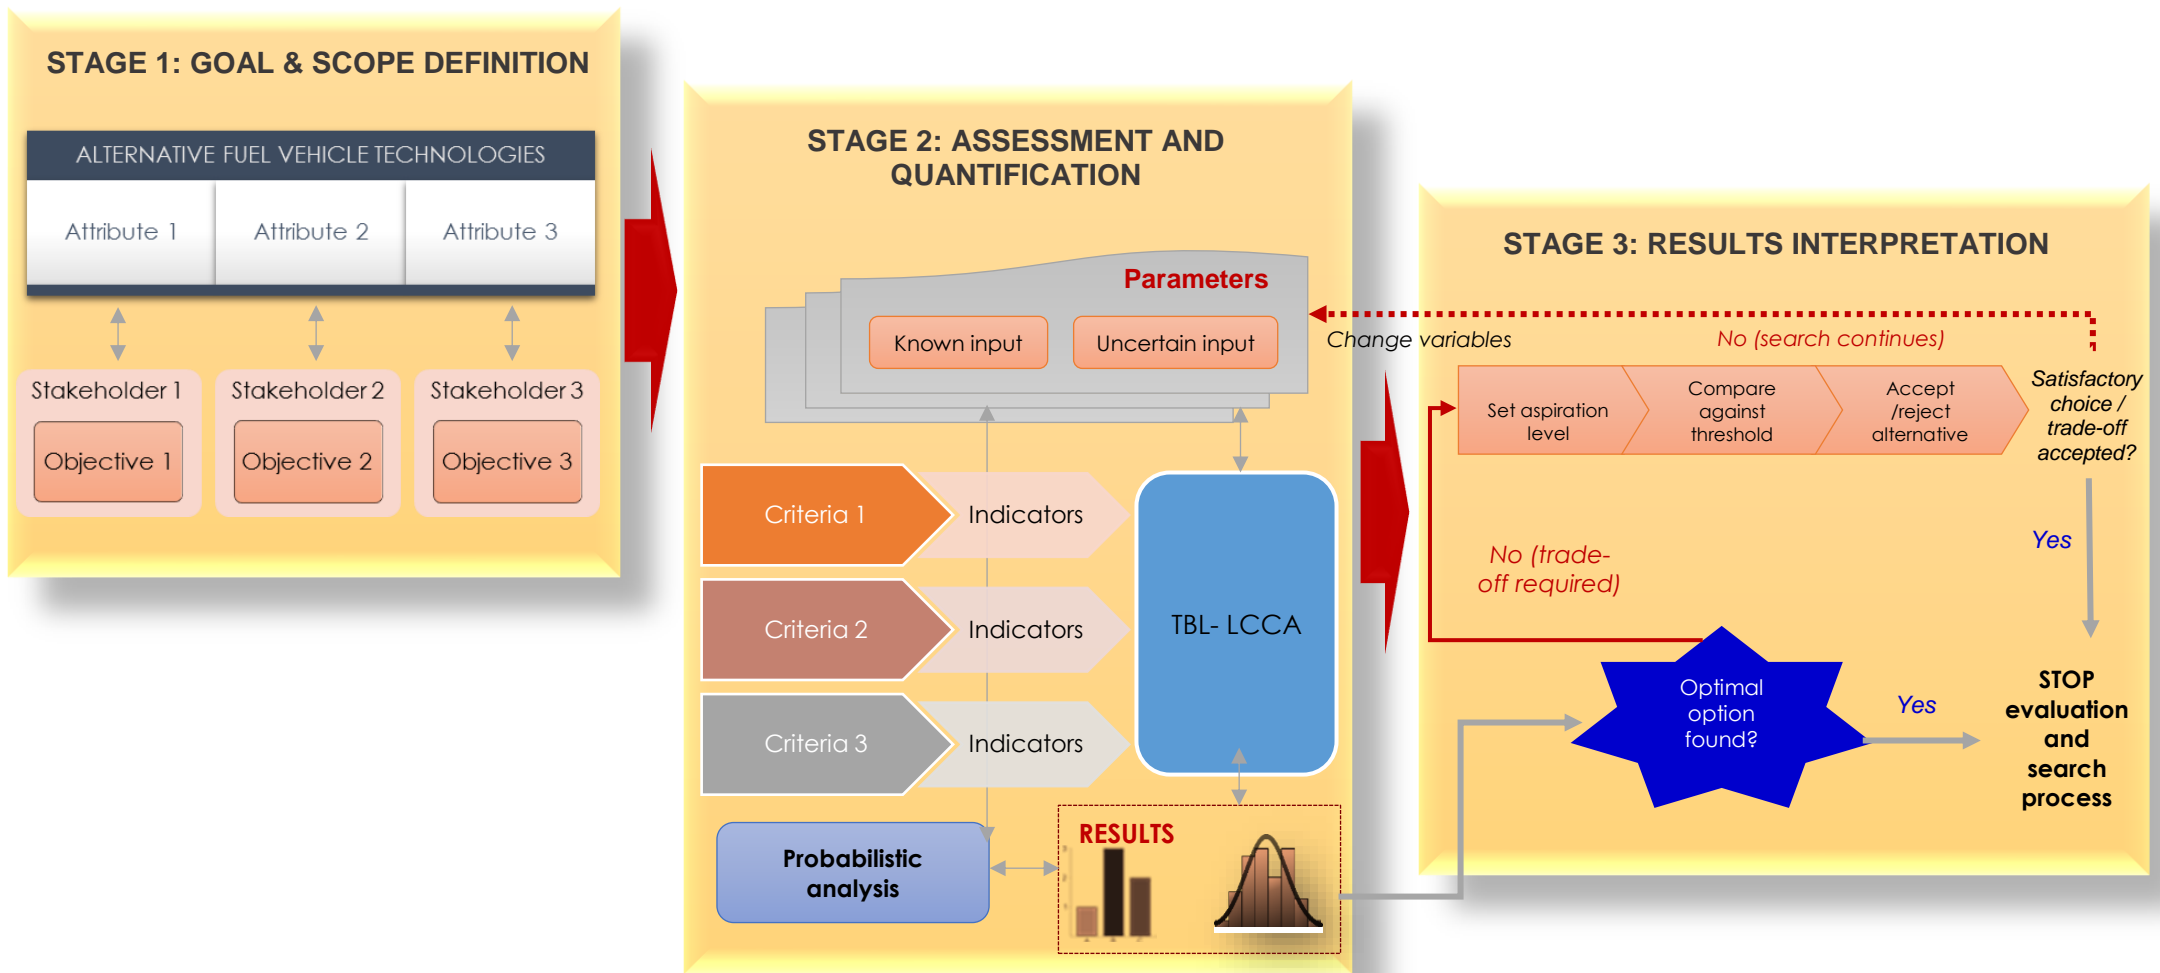 STAGE 1: GOAL & SCOPE DEFINITION
ALTERNATIVE FUEL VEHICLE TECHNOLOGIES
Attribute 1
Attribute 2
Attribute 3
Stakeholder 1
Stakeholder 2
Stakeholder 3
Objective 1
Objective 2
Objective 3
STAGE 2: ASSESSMENT AND
QUANTIFICATION
Parameters
Known input
Uncertain input
Criteria 1
Indicators
Criteria 2
Indicators
Criteria 3
Indicators
TBL- LCCA
Probabilistic
analysis
RESULTS
STAGE 3: RESULTS INTERPRETATION
Change variables
No (search continues)
Set aspiration
level
Compare
against
threshold
Accept
/reject
alternative
Satisfactory
choice /
trade-off
accepted?
Yes
No (trade-
off required)
Optimal
option
found?
Yes
STOP
evaluation
and
search
process